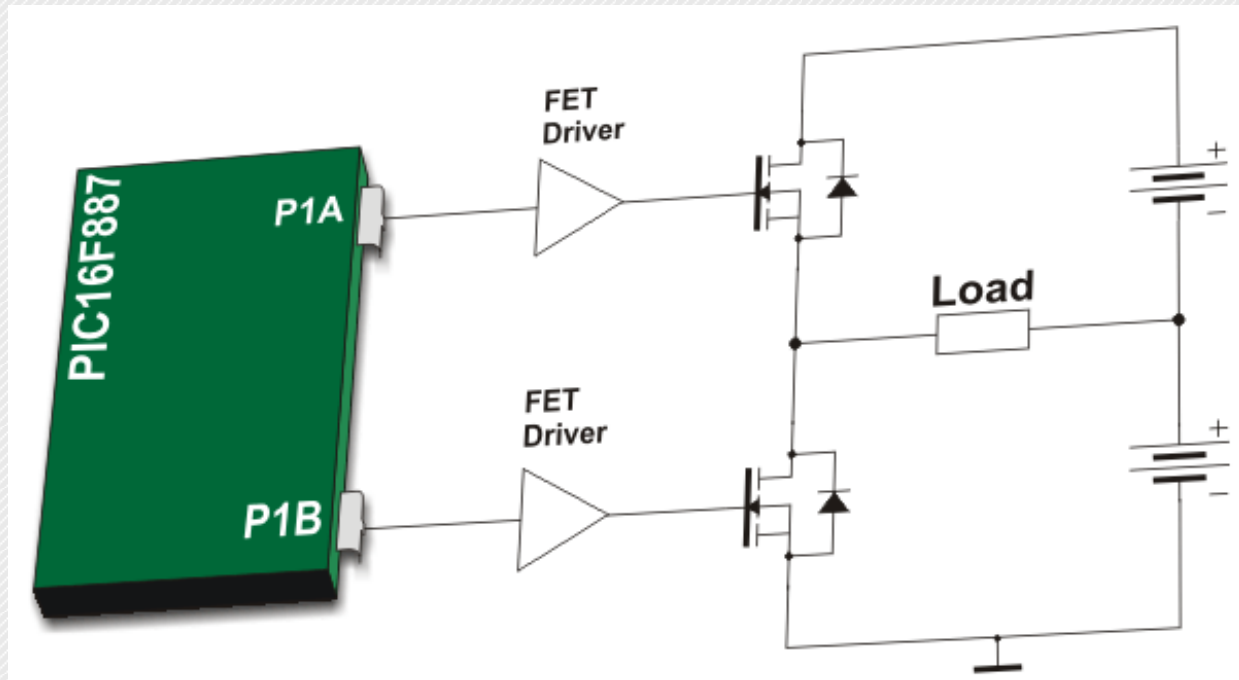 PIC16F887
P1A
FET
Driver
+
−
Load
FET
Driver
P1B
+
−